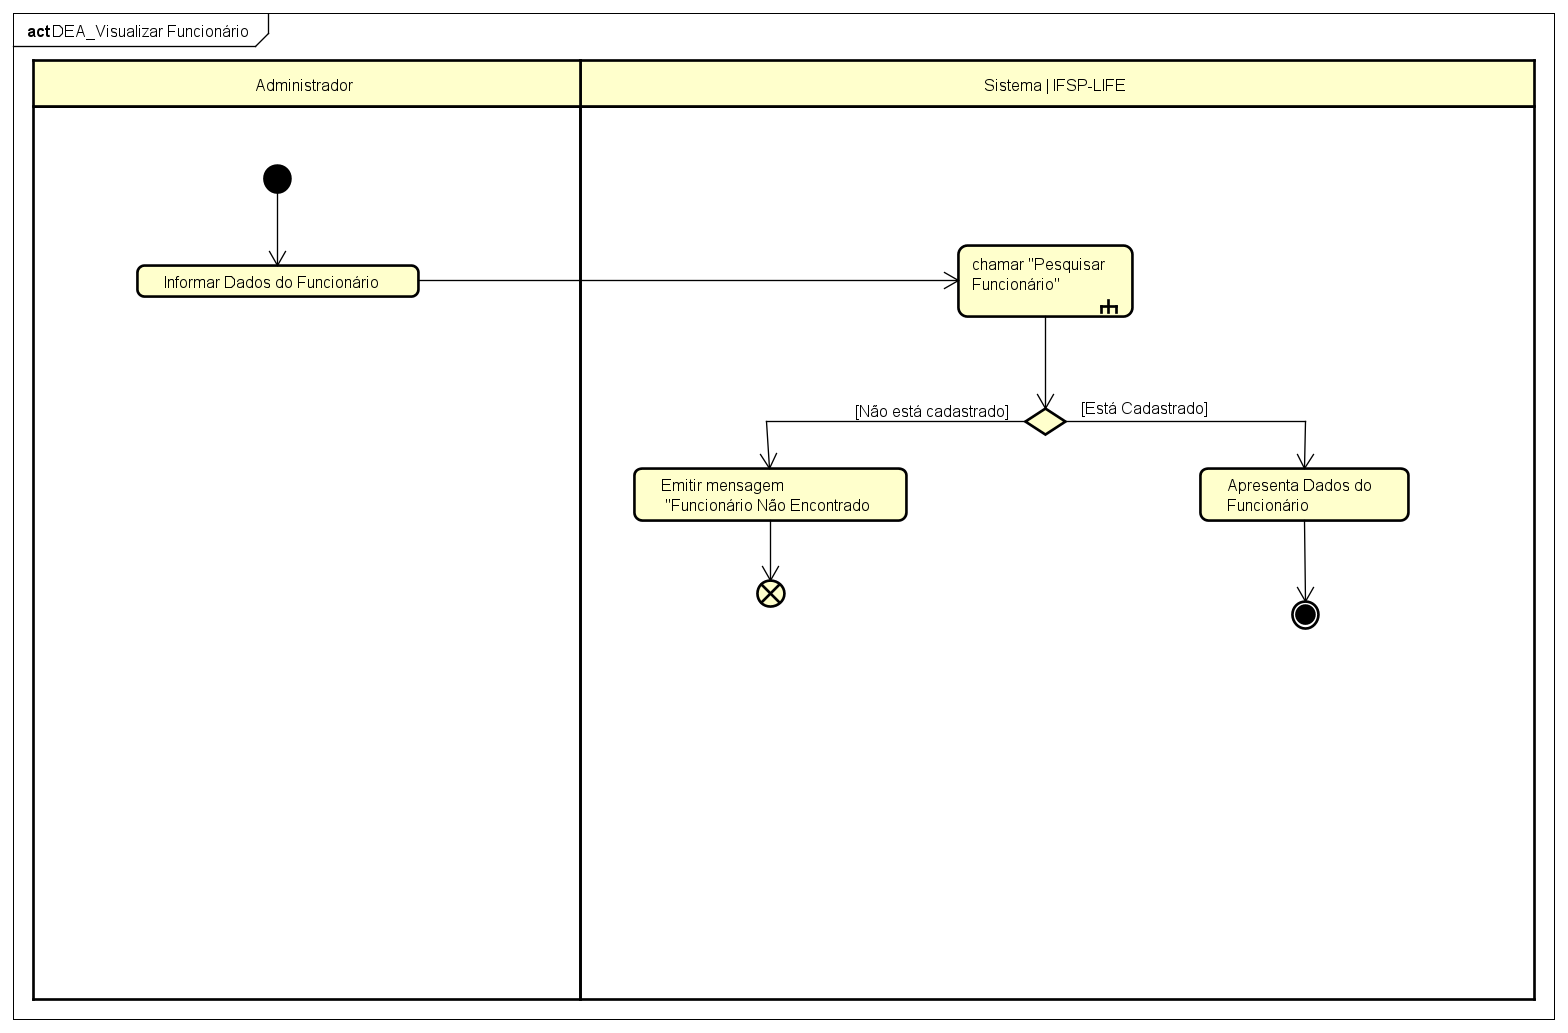 act DEA_Visualizar Funcionário
Administrador
Sistema | IFSP-LIFE
Informar Dados do Funcionário
chamar "Pesquisar
Funcionário"
[Não está cadastrado]
[Está Cadastrado]
Emitir mensagem
"Funcionário Não Encontrado
Apresenta Dados do
Funcionário